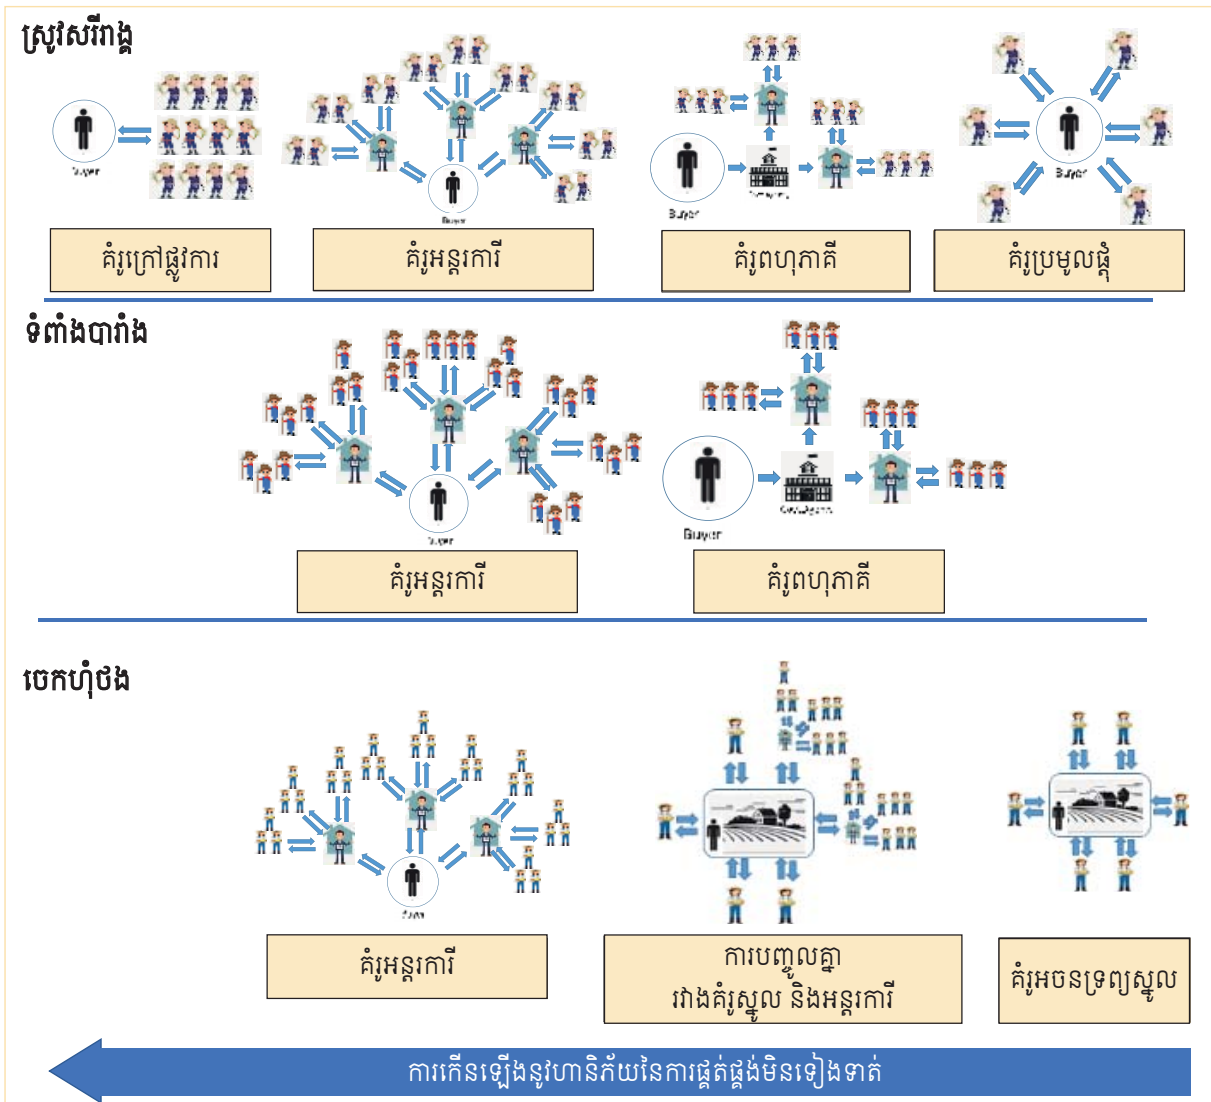 ស្រូវសរីរាង្គ
Buyer
Buyer
Buyer
គំរូក្រៅផ្លូវការ
គំរូអន្តរការី
គំរូពហុភាគី
គំរូប្រមូលផ្តុំ
ទំពាំងបារាំង
Buyer
គំរូអន្តរការី
គំរូពហុភាគី
ចេកហុំថង
គំរូអន្តរការី
ការបញ្ចូលគ្នា
រវាងគំរូស្នូល និងអន្តរការី
គំរូអចនទ្រព្យស្នូល
ការកើនឡើងនូវហានិភ័យនៃការផ្គត់ផ្គង់មិនទៀងទាត់